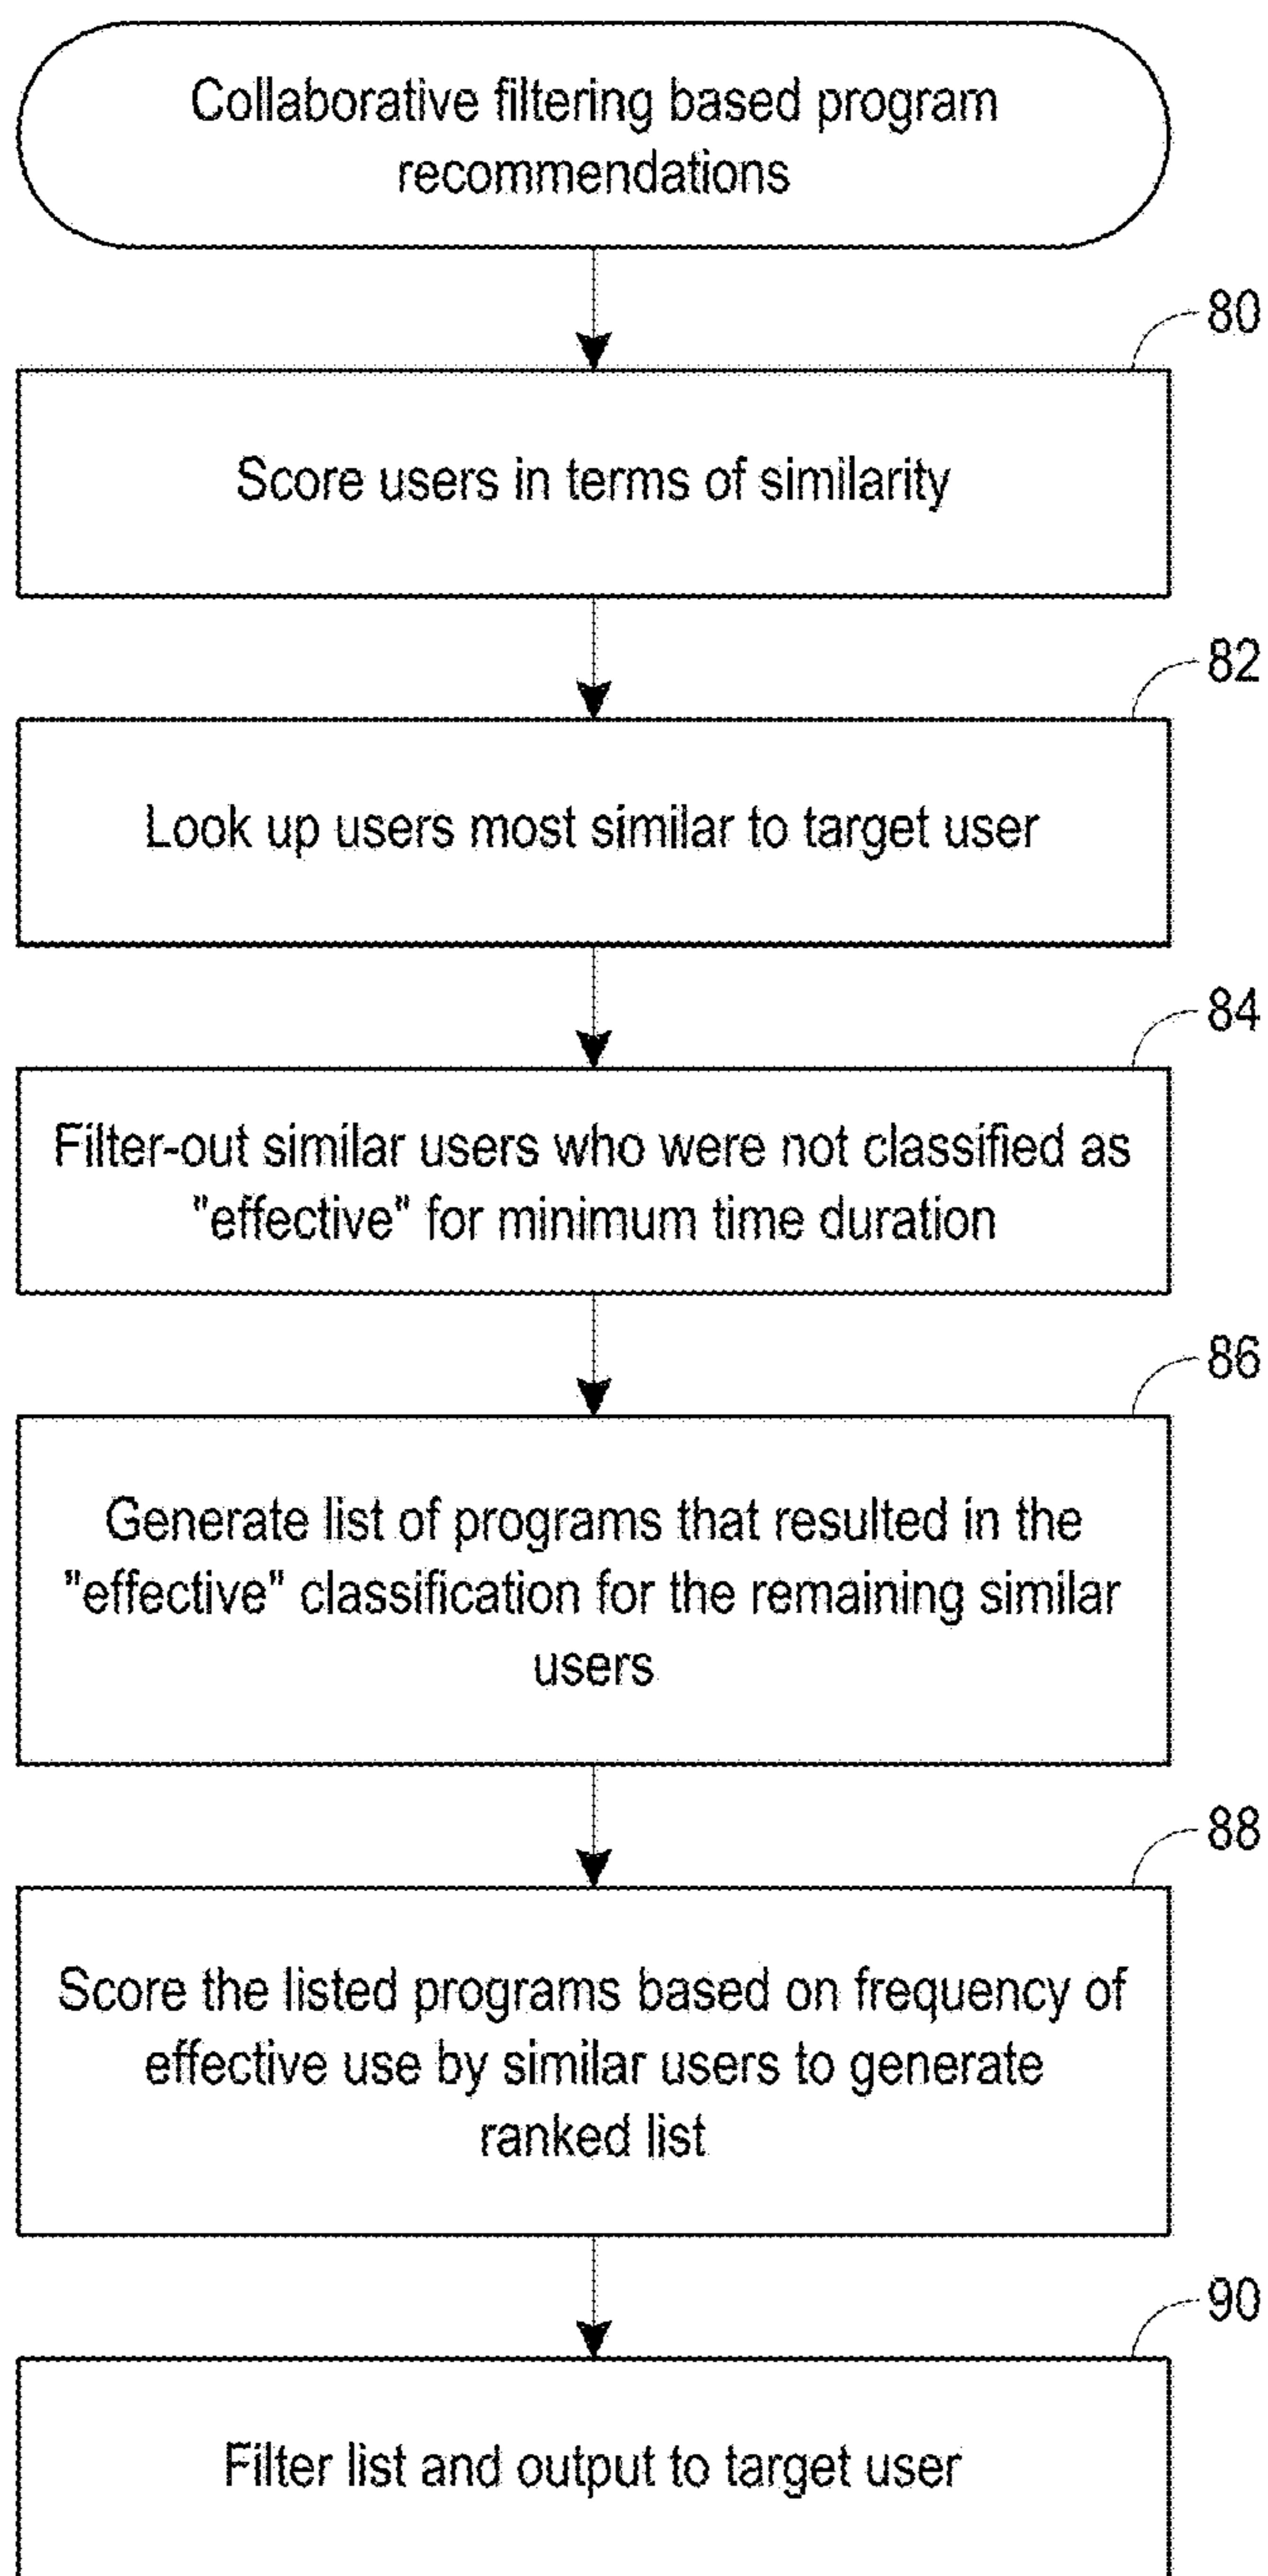 Collaborative filtering based program
recommendations
80
Score users in terms of similarity
82
Look up users most similar to target user
84
Filter-out similar users who were not classified as
"effective" for minimum time duration
86
Generate list of programs that resulted in the
"effective" classification for the remaining similar
users
88
Score the listed programs based on frequency of
effective use by similar users to generate
ranked list
90
Filter list and output to target user